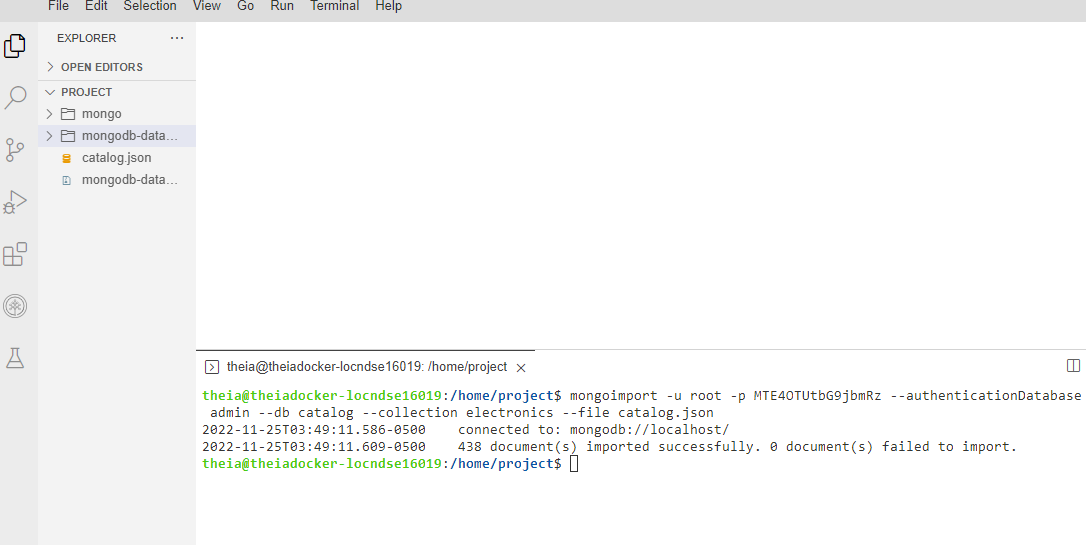 File Edit Selection View Go Run Terminal Help
EXPLORER ...
OPEN EDITORS
PROJECT
mongo
mongodb-data...
catalog.json
mongodb-data...
theia@theiadocker-locndse16019: /home/project
theia@theiadocker-locndse16019:/home/project$ mongoimport -u root -p MTE4OTUtbG9jbmRz --authenticationDatabase
admin --db catalog --collection electronics --file catalog.json
2022-11-25T03:49:11.586-0500 connected to: mongodb://localhost/
2022-11-25T03:49:11.609-0500 438 document(s) imported successfully. 0 document(s) failed to import.
theia@theiadocker-locndse16019:/home/project$